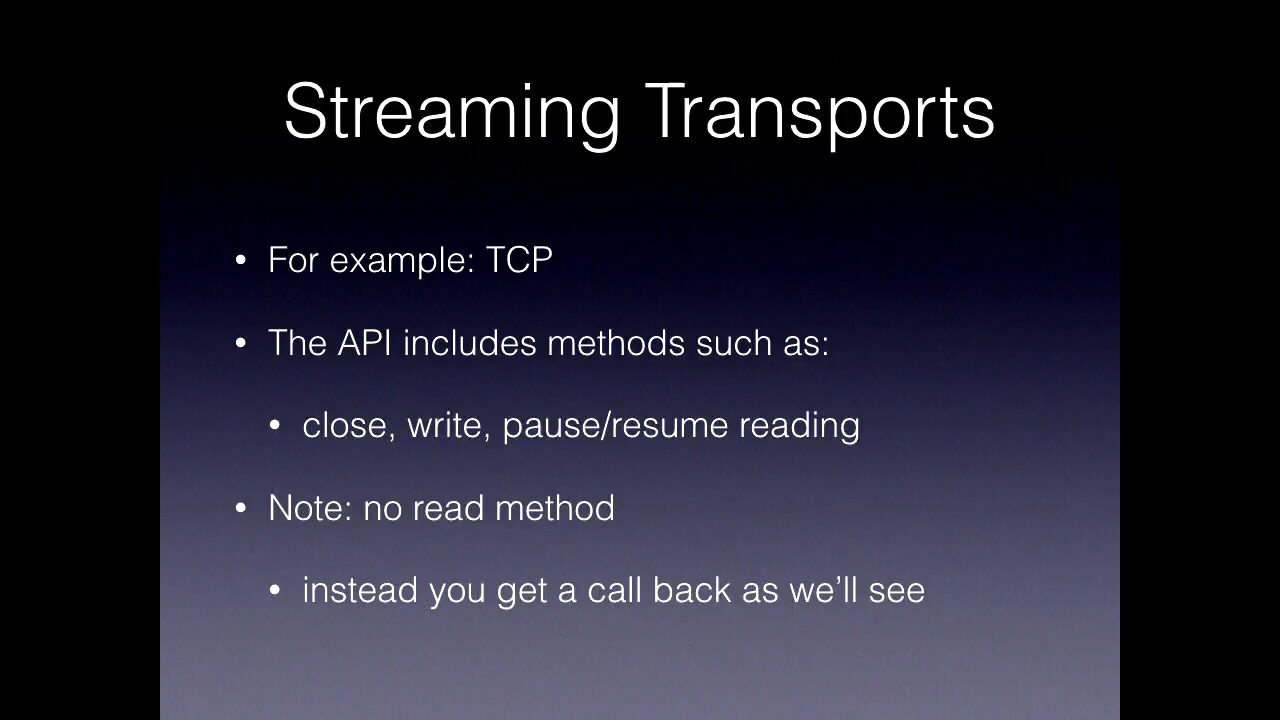 Streaming Transports
• For example: TCP
• The API includes methods such as:
• close, write, pause/resume reading
• Note: no read method
• instead you get a call back as we’ll see